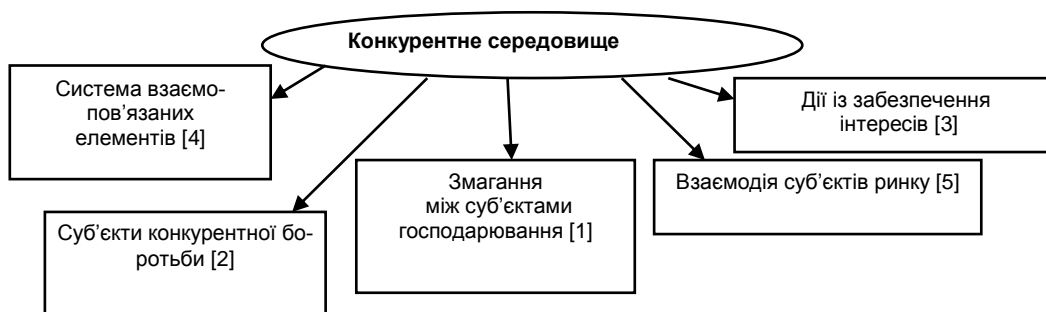 Конкурентне середовище
Система взаємо-
пов’язаних
елементів [4]
Суб’єкти конкурентної бо-
ротьби [2]
Змагання
між суб’єктами
господарювання [1]
Взаємодія суб’єктів ринку [5]
Дії із забезпечення
інтересів [3]